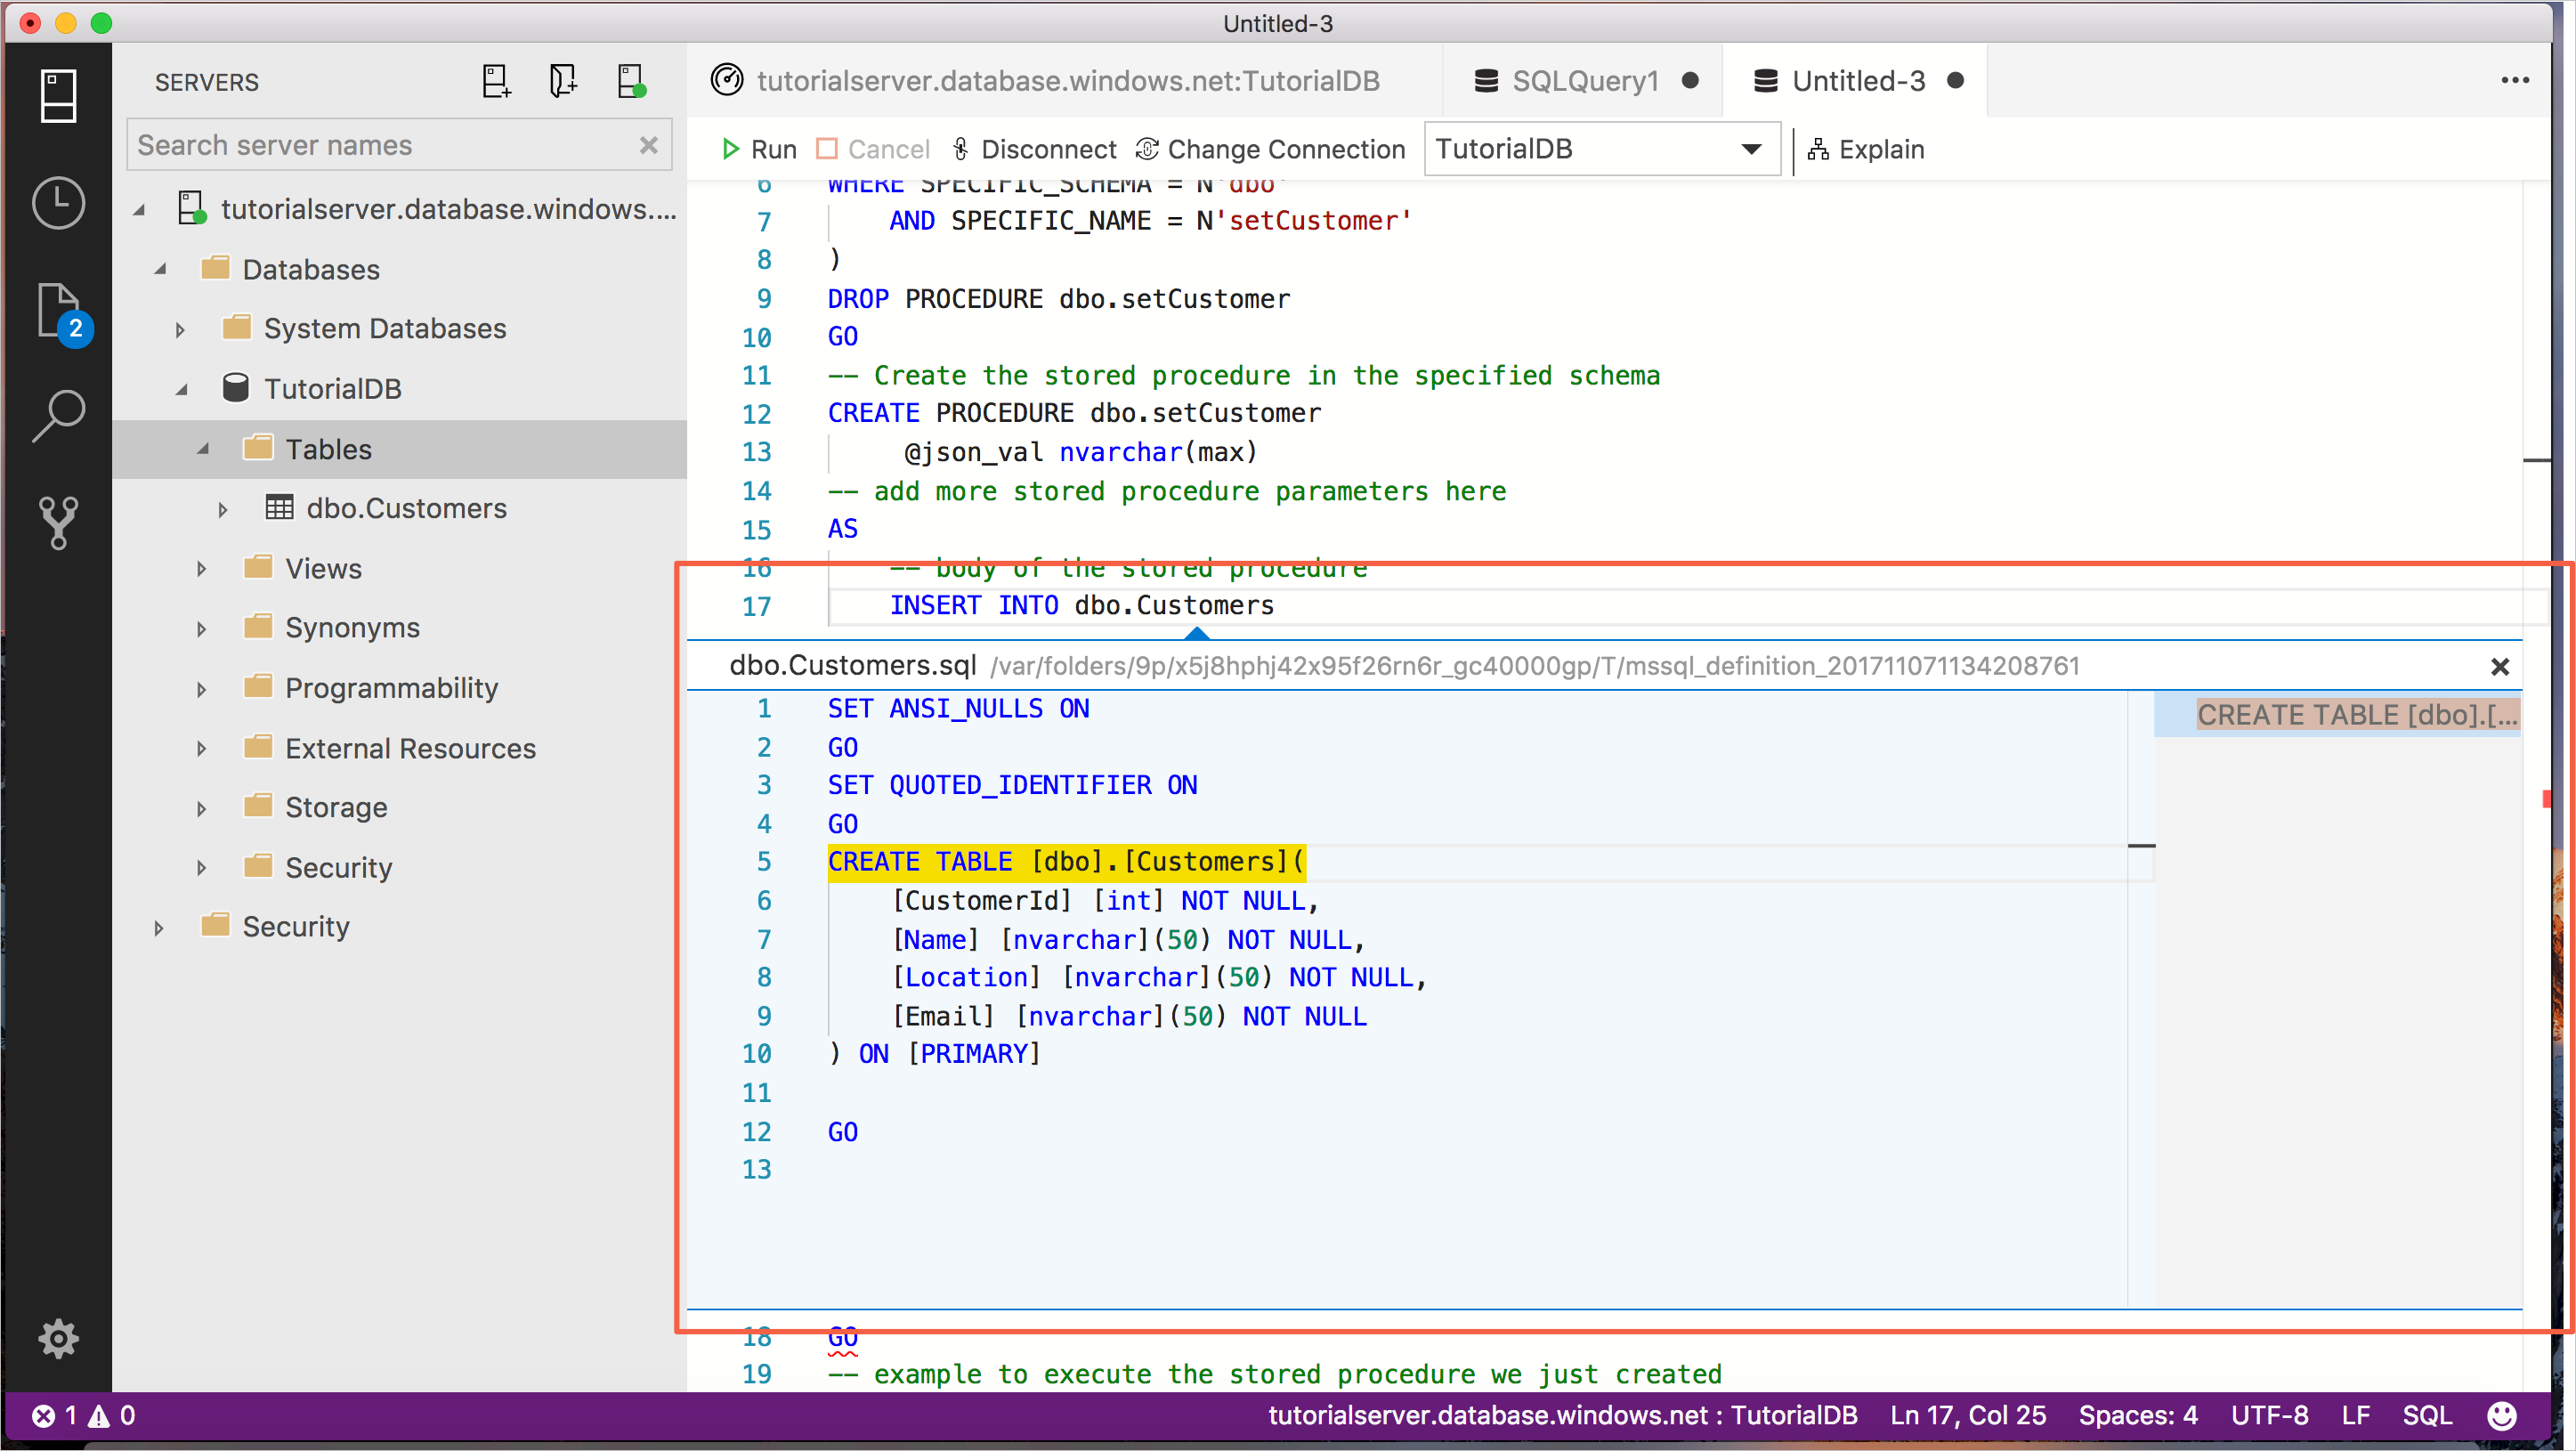 Untitled-3
SERVERS
Search server names
tutorialserver.database.windows....
Databases
System Databases
TutorialDB
Tables
dbo.Customers
Views
Synonyms
Programmability
External Resources
Storage
Security
Security
2
tutorialserver.database.windows.net:TutorialDB
SQLQuery1
Untitled-3
Run Cancel Disconnect Change Connection TutorialDB Explain
6 WHERE SPECIFIC_SCHEMA = N'dbo'
7 AND SPECIFIC_NAME = N'setCustomer'
8 )
9 DROP PROCEDURE dbo.setCustomer
10 GO
11 -- Create the stored procedure in the specified schema
12 CREATE PROCEDURE dbo.setCustomer
13 @json_val nvarchar(max)
14 -- add more stored procedure parameters here
15 AS
16 -- body of the stored procedure
17 INSERT INTO dbo.Customers
dbo.Customers.sql /var/folders/9p/x5j8hphj42x95f26rn6r_gc40000gp/T/mssql_definition_201711071134208761
1 SET ANSI_NULLS ON
2 GO
3 SET QUOTED_IDENTIFIER ON
4 GO
5 CREATE TABLE [dbo].[Customers](
6 [CustomerId] [int] NOT NULL,
7 [Name] [nvarchar](50) NOT NULL,
8 [Location] [nvarchar](50) NOT NULL,
9 [Email] [nvarchar](50) NOT NULL
10 ) ON [PRIMARY]
11
12 GO
13
CREATE TABLE [dbo].[...
18 GO
19 -- example to execute the stored procedure we just created
1 0
tutorialserver.database.windows.net : TutorialDB Ln 17, Col 25 Spaces: 4 UTF-8 LF SQL